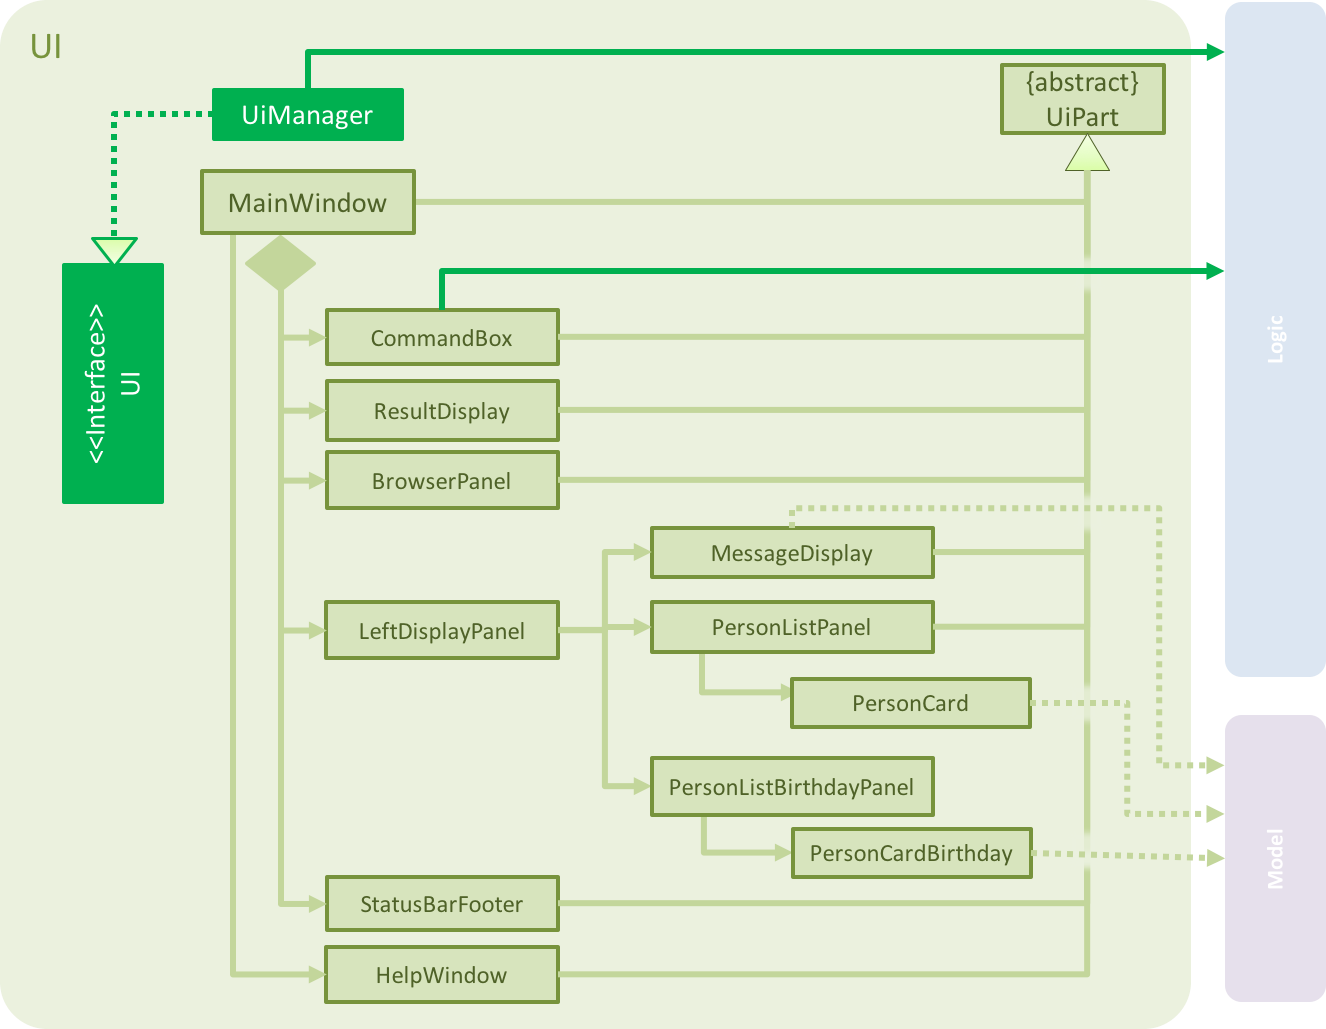 UI
{abstract}
UiPart
UiManager
MainWindow
<<Interface>>
UI
CommandBox
Logic
ResultDisplay
BrowserPanel
MessageDisplay
LeftDisplayPanel
PersonListPanel
PersonCard
PersonListBirthdayPanel
PersonCardBirthday
Model
StatusBarFooter
HelpWindow